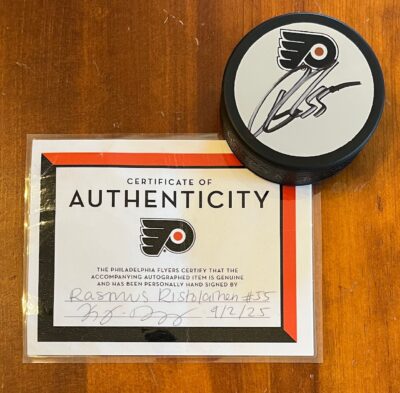 55
CERTIFICATE OF
AUTHENTICITY
THE PHILADELPHIA FLYERS CERTIFY THAT THE
ACCOMPANYING AUTOGRAPHED ITEM IS GENUINE
AND HAS BEEN PERSONALLY HAND SIGNED BY
Rasmus Ristolainen #55
9/2/25